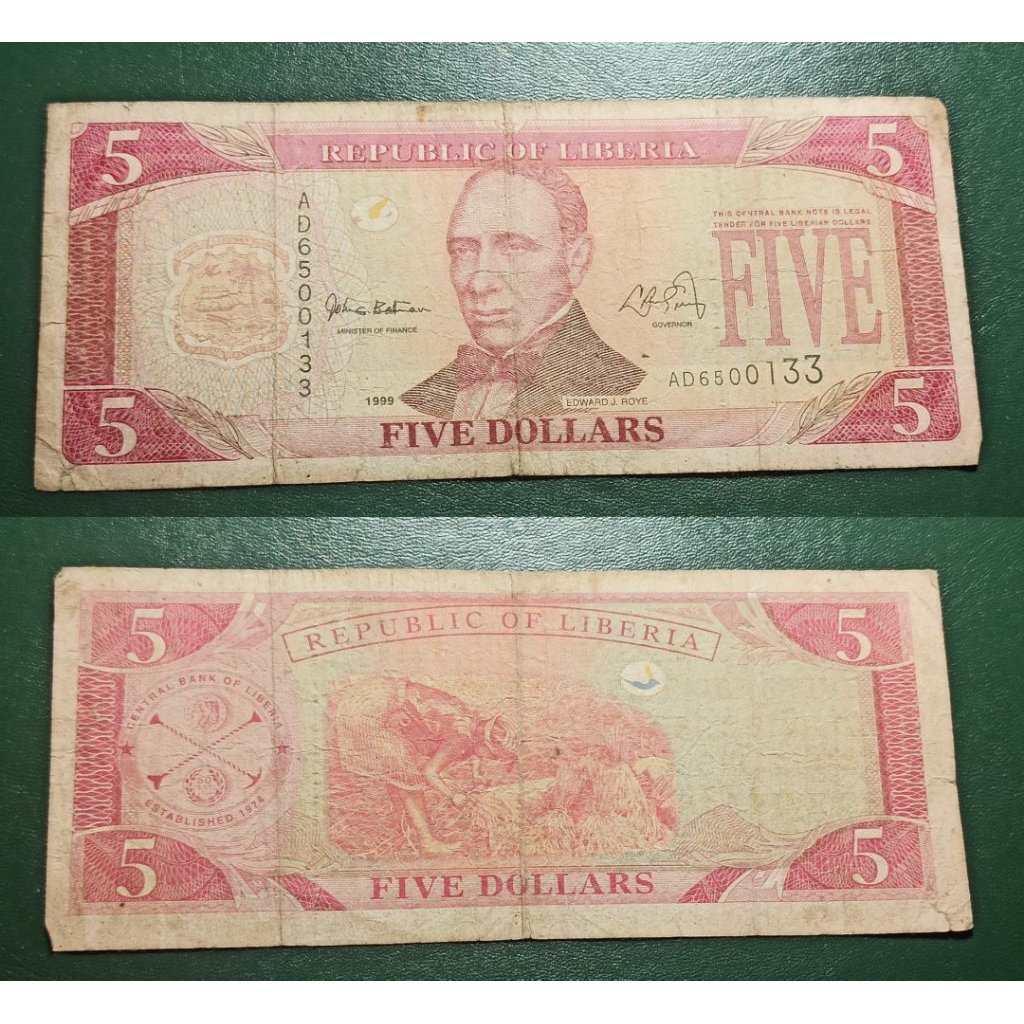 5
REPUBLIC OF LIBERIA
5
AD6500133
THIS CENTRAL BANK NOTE IS LEGAL
TENDER FOR FIVE LIBERIAN DOLLARS
FIVE
MINISTER OF FINANCE
GOVERNOR
AD6500133
1999
EDWARD J. ROYE
5
FIVE DOLLARS
5
5
REPUBLIC OF LIBERIA
5
CENTRAL BANK OF LIBERIA
ESTABLISHED 1974
5
FIVE DOLLARS
5